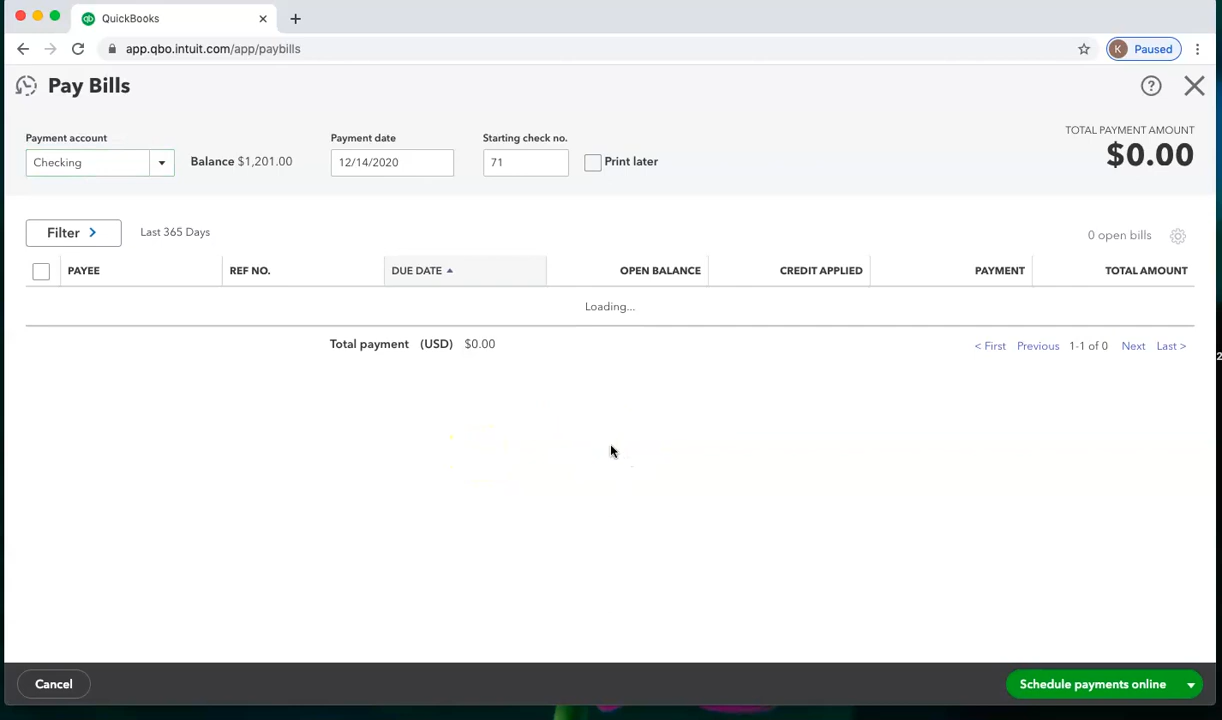 QuickBooks
app.qbo.intuit.com/app/paybills
K Paused
Pay Bills
Payment account
Payment date
Starting check no.
TOTAL PAYMENT AMOUNT
Checking
Balance $1,201.00
12/14/2020
71
Print later
$0.00
Filter
Last 365 Days
0 open bills
PAYEE
REF NO.
DUE DATE
OPEN BALANCE
CREDIT APPLIED
PAYMENT
TOTAL AMOUNT
Loading...
Total payment (USD) $0.00
< First Previous 1-1 of 0 Next Last >
2
Cancel
Schedule payments online